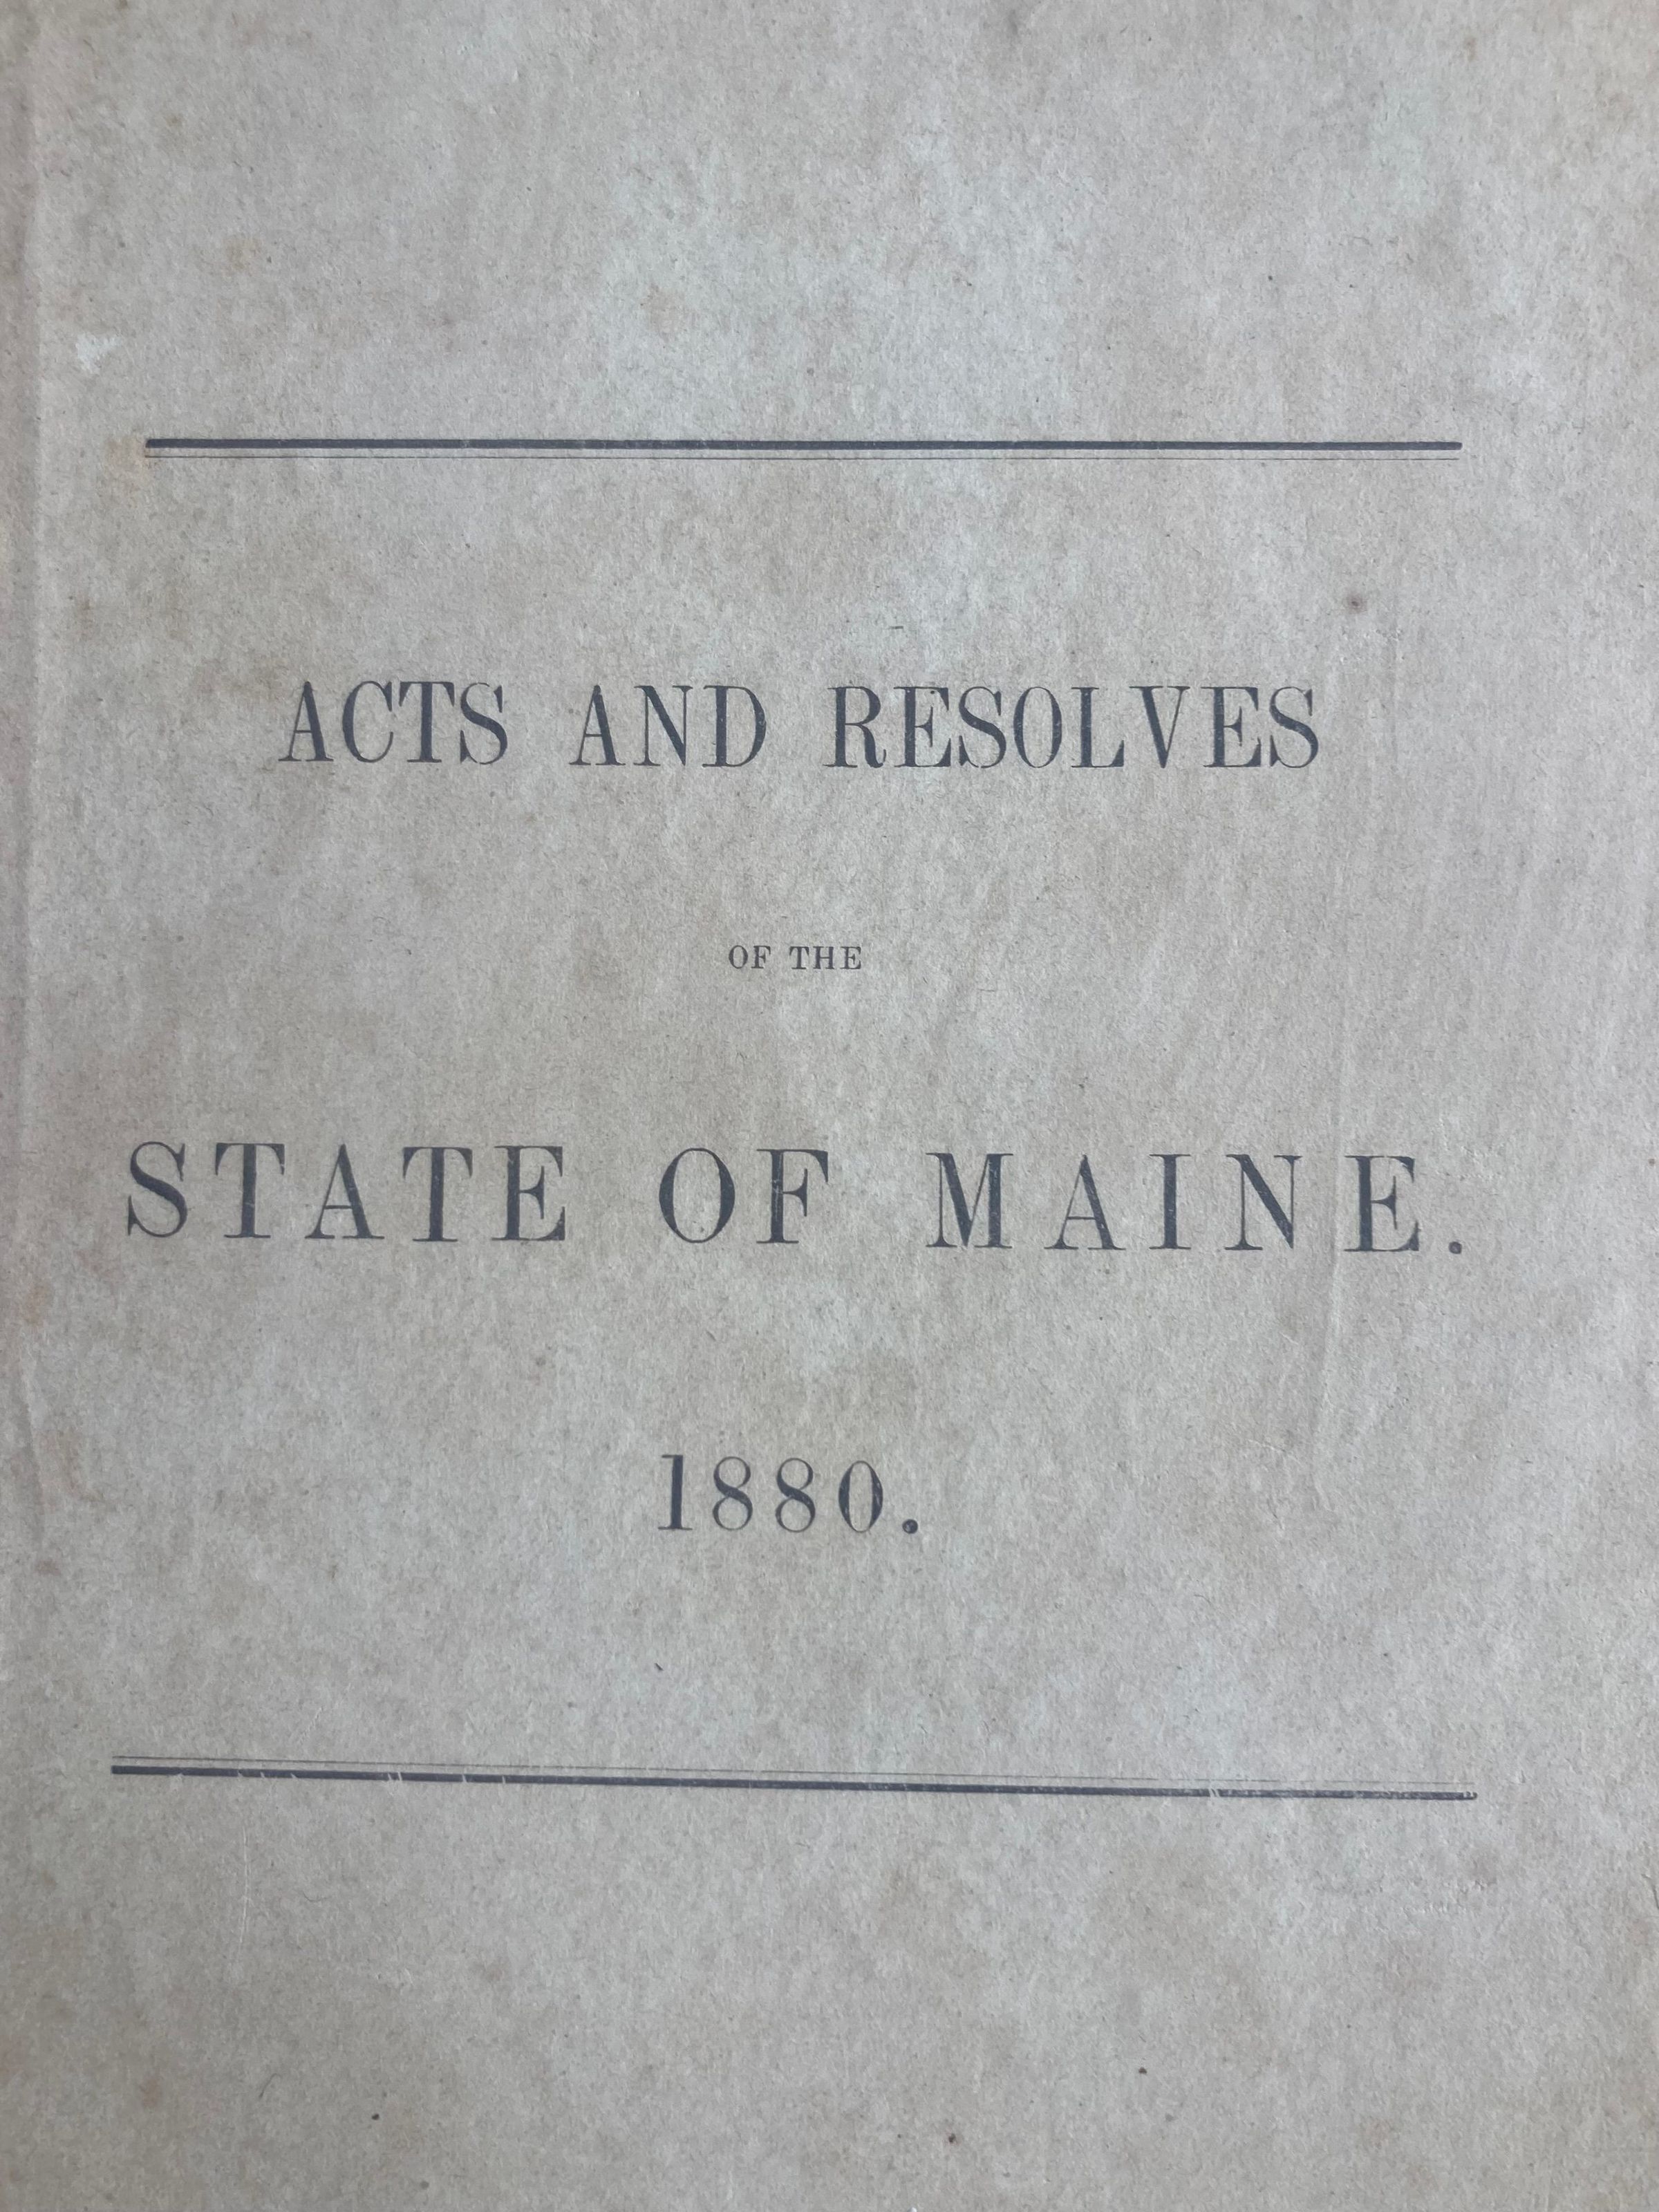 ACTS AND RESOLVES
OF THE
STATE OF MAINE.
1880.